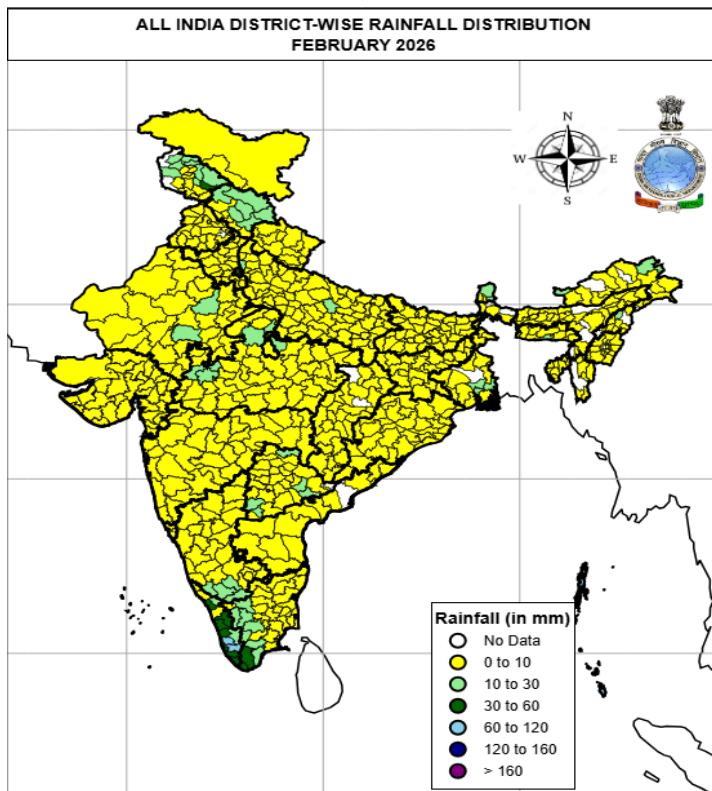 ALL INDIA DISTRICT-WISE RAINFALL DISTRIBUTION
FEBRUARY 2026
N
W E
S
Rainfall (in mm)
No Data
0 to 10
10 to 30
30 to 60
60 to 120
120 to 160
> 160